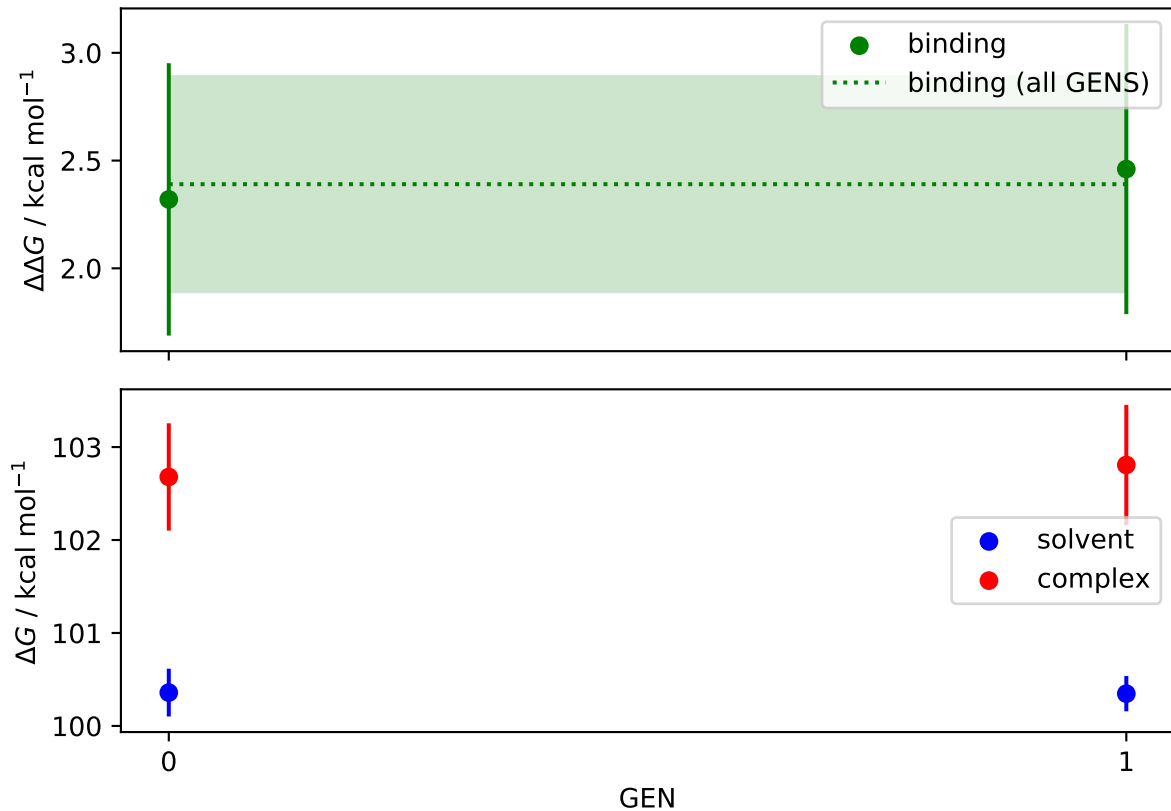 3.0
2.5
2.0
ΔΔG / kcal mol⁻¹
binding
binding (all GENS)
103
102
101
100
ΔG / kcal mol⁻¹
solvent
complex
0
1
GEN